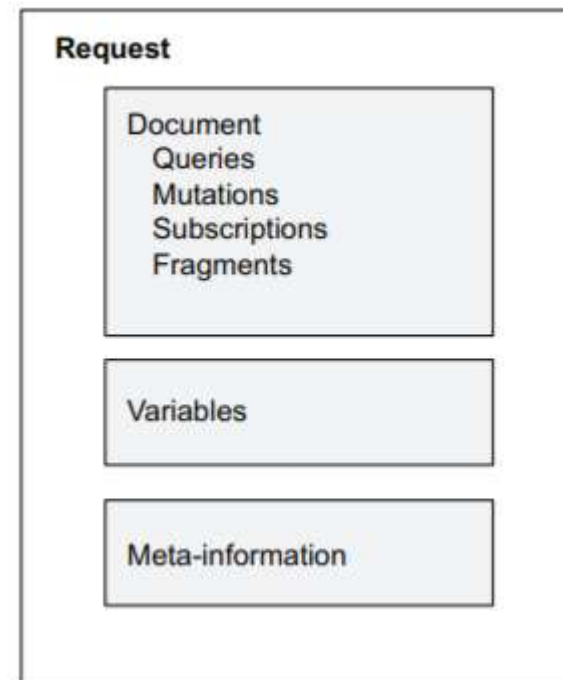 Request
Document
Queries
Mutations
Subscriptions
Fragments
Variables
Meta-information